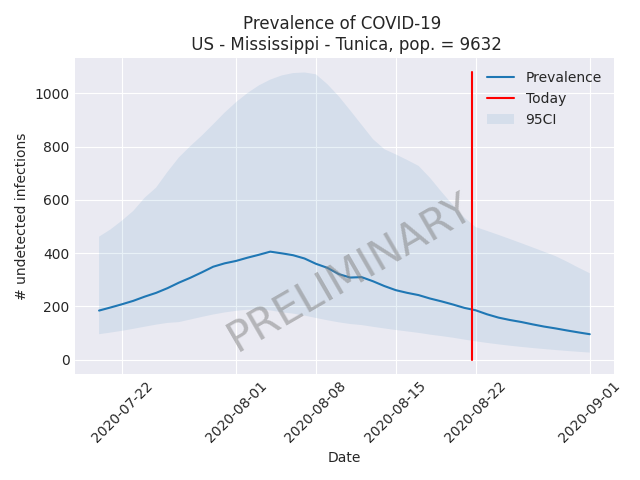 Prevalence of COVID-19
US - Mississippi - Tunica, pop. = 9632
Prevalence
Today
95CI
# undetected infections
1000
800
600
400
200
0
PRELIMINARY
2020-07-22
2020-08-01
2020-08-08
2020-08-15
2020-08-22
2020-09-01
Date